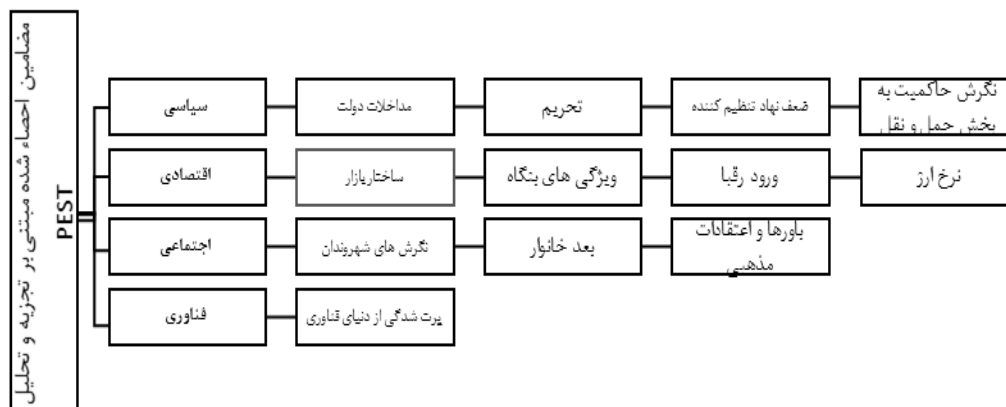 مضامین احصاء شده مبتنی بر تجزیه و تحلیل
PEST
سیاسی
مداخلات دولت
تحریم
ضعف نهاد تنظیم کننده
نگرش حاکمیت به
بخش حمل و نقل
اقتصادی
ساختار بازار
ویژگی های بنگاه
ورود رقبا
نرخ ارز
اجتماعی
نگرش های شهروندان
بعد خانوار
باورها و اعتقادات
مذهبی
فناوری
پرت شدگی از دنیای فناوری